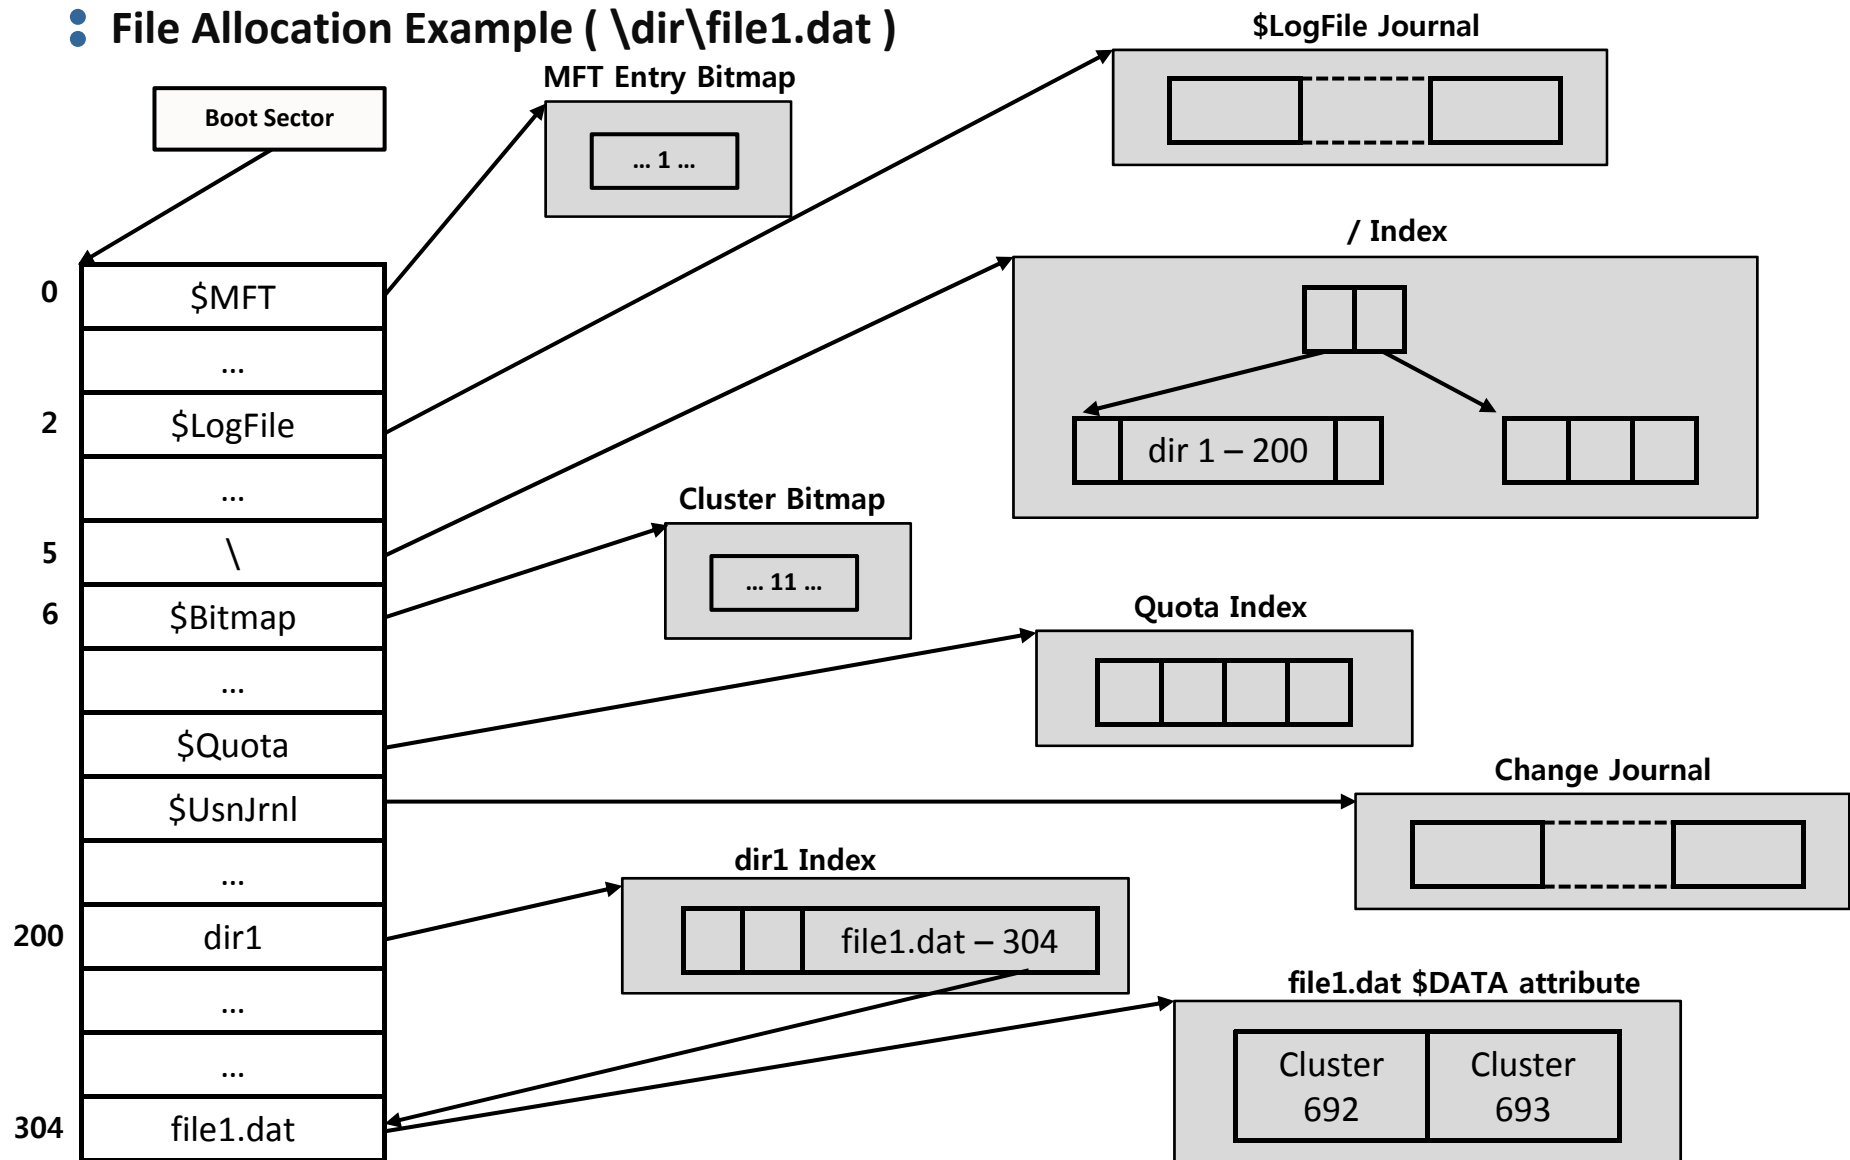 File Allocation Example ( \dir\file1.dat )
$LogFile Journal
MFT Entry Bitmap
Boot Sector
... 1 ...
/ Index
0
$MFT
...
2
$LogFile
dir 1 – 200
...
Cluster Bitmap
5
\
... 11 ...
6
$Bitmap
Quota Index
...
$Quota
Change Journal
$UsnJrnl
dir1 Index
...
200
dir1
file1.dat – 304
...
file1.dat $DATA attribute
...
Cluster
692
Cluster
693
304
file1.dat